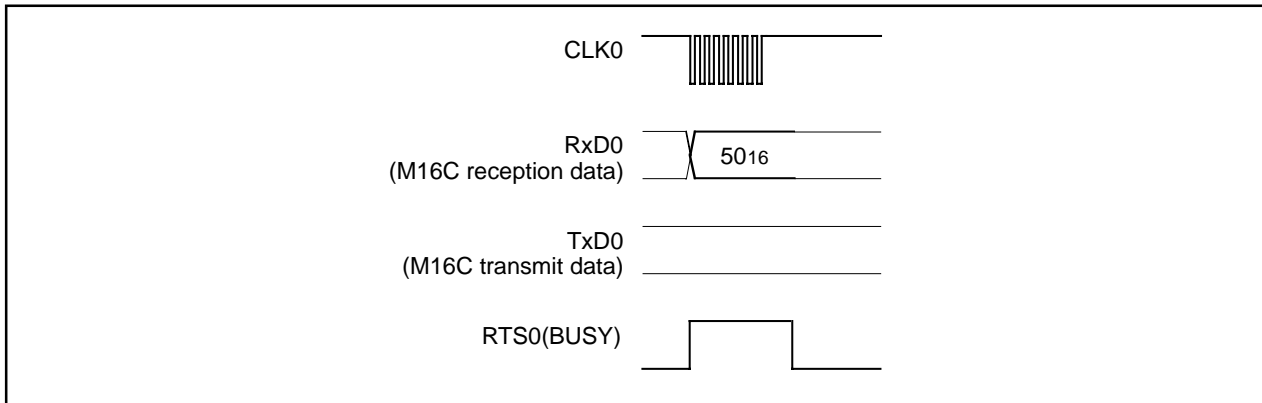 CLK0
RxD0
(M16C reception data)
5016
TxD0
(M16C transmit data)
RTS0(BUSY)